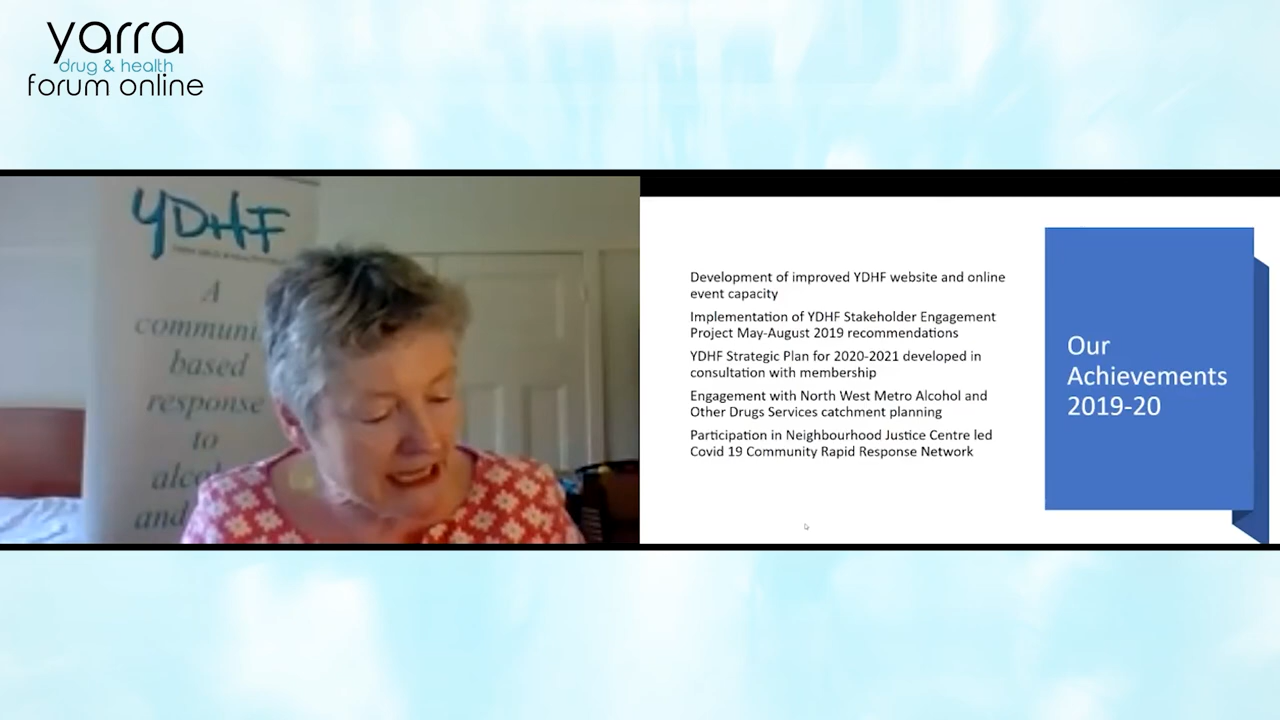 yarra
drug & health
forum online
YDHF
A
communi
based
response
to
alco
and
Development of improved YDHF website and online
event capacity
Implementation of YDHF Stakeholder Engagement
Project May-August 2019 recommendations
YDHF Strategic Plan for 2020-2021 developed in
consultation with membership
Engagement with North West Metro Alcohol and
Other Drugs Services catchment planning
Participation in Neighbourhood Justice Centre led
Covid 19 Community Rapid Response Network
Our
Achievements
2019-20